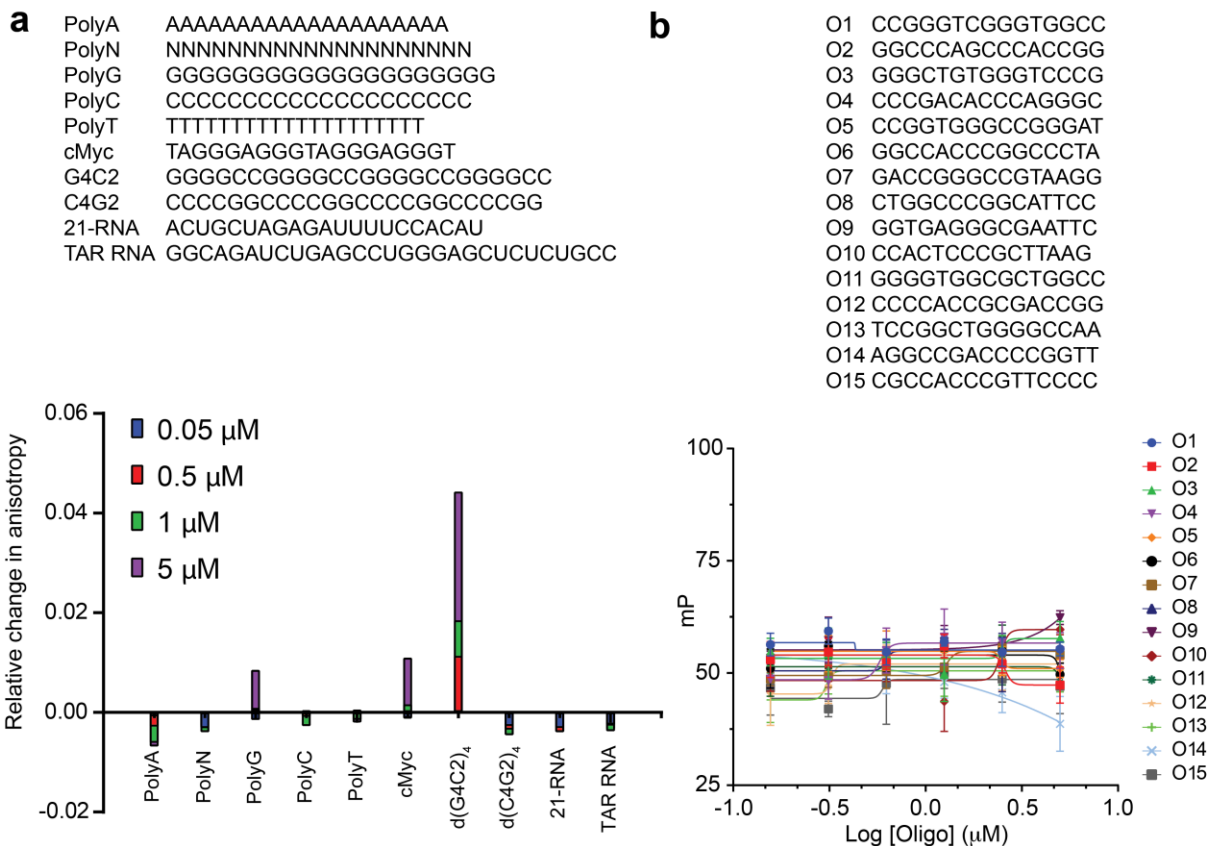 a
PolyA AAAAAAAAAAAAAAAAAAAA
PolyN NNNNNNNNNNNNNNNNNNNN
PolyG GGGGGGGGGGGGGGGGGGGG
PolyC CCCCCCCCCCCCCCCCCCCC
PolyT TTTTTTTTTTTTTTTTTTTT
cMyc TAGGGAGGGTAGGGAGGGT
G4C2 GGGGCCGGGGCCGGGGCCGGGGCC
C4G2 CCCCGGCCCCGGCCCCGGCCCCGG
21-RNA ACUGCUAGAGAUUUUCCACAU
TAR RNA GGCAGAUCUGAGCCUGGGAGCUCUCUGCC
Relative change in anisotropy
0.06
0.04
0.02
0.00
-0.02
0.05 µM
0.5 µM
1 µM
5 µM
PolyA
PolyN
PolyG
PolyC
PolyT
cMyc
d(G4C2)4
d(C4G2)4
21-RNA
TAR RNA
b
O1 CCGGGTCGGGTGGCC
O2 GGCCCAGCCCACCGG
O3 GGGCTGTGGGTCCCG
O4 CCCGACACCCAGGGC
O5 CCGGTGGGCCGGGAT
O6 GGCCACCCGGCCCTA
O7 GACCGGGCCGTAAGG
O8 CTGGCCCGGCATTCC
O9 GGTGAGGGCGAATTC
O10 CCACTCCCGCTTAAG
O11 GGGGTGGCGCTGGCC
O12 CCCCACCGCGACCGG
O13 TCCGGCTGGGGCCAA
O14 AGGCCGACCCCGGTT
O15 CGCCACCCGTTCCCC
mP
100
75
50
25
-1.0 -0.5 0.0 0.5 1.0
Log [Oligo] (µM)
O1
O2
O3
O4
O5
O6
O7
O8
O9
O10
O11
O12
O13
O14
O15